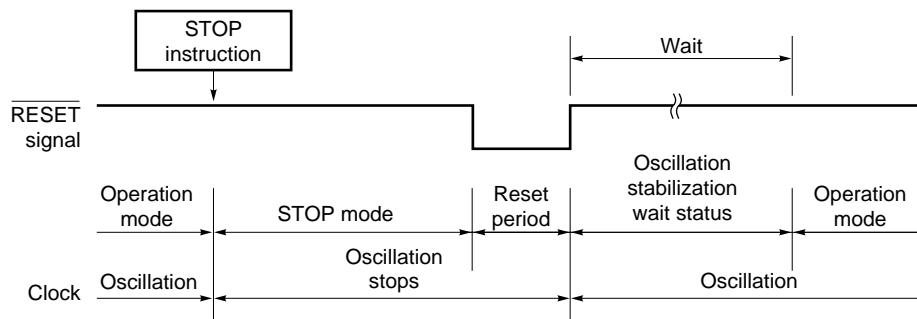 STOP
instruction
Wait
RESET
signal
Operation
mode
STOP mode
Reset
period
Oscillation
stabilization
wait status
Operation
mode
Clock
Oscillation
Oscillation
stops
Oscillation